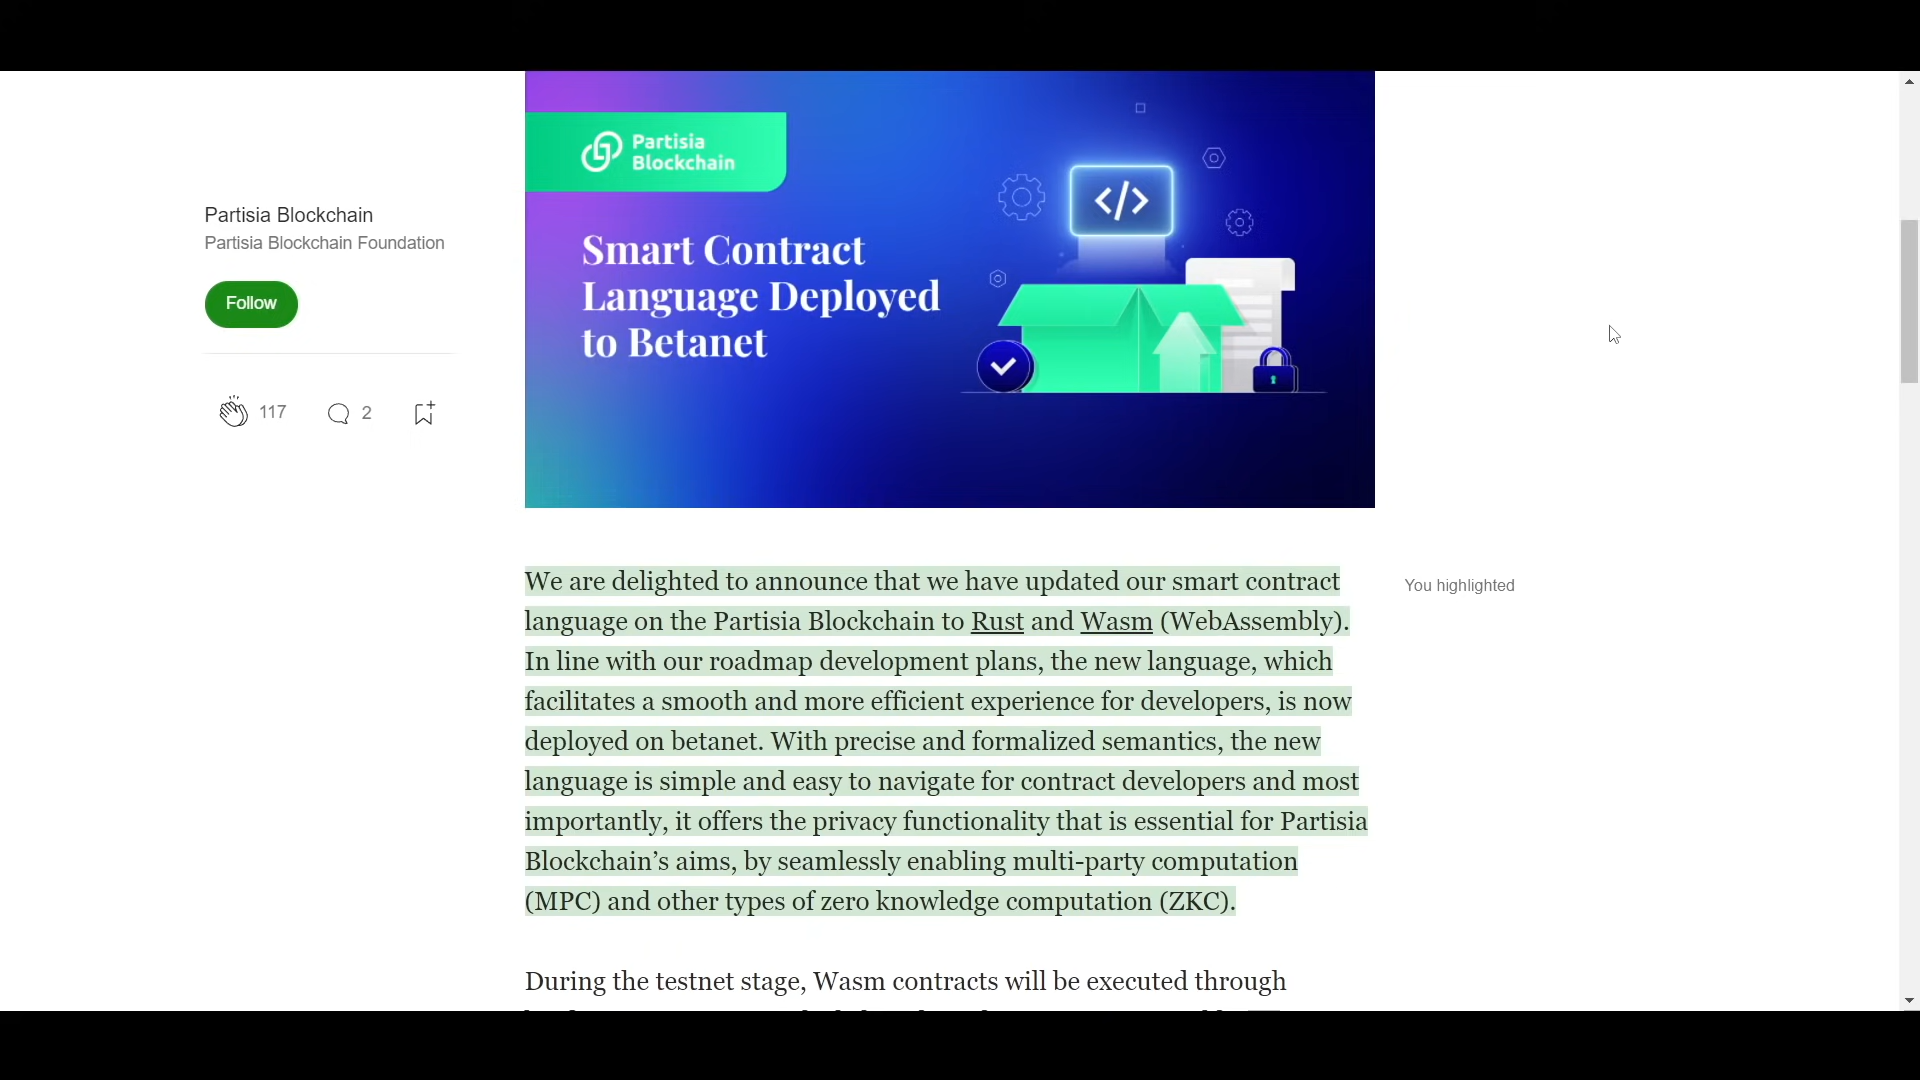 Partisia
Blockchain
Smart Contract
Language Deployed
to Betanet
</>
Partisia Blockchain
Partisia Blockchain Foundation
Follow
117
2
We are delighted to announce that we have updated our smart contract
language on the Partisia Blockchain to Rust and Wasm (WebAssembly).
In line with our roadmap development plans, the new language, which
facilitates a smooth and more efficient experience for developers, is now
deployed on betanet. With precise and formalized semantics, the new
language is simple and easy to navigate for contract developers and most
importantly, it offers the privacy functionality that is essential for Partisia
Blockchain’s aims, by seamlessly enabling multi-party computation
(MPC) and other types of zero knowledge computation (ZKC).
You highlighted
During the testnet stage, Wasm contracts will be executed through